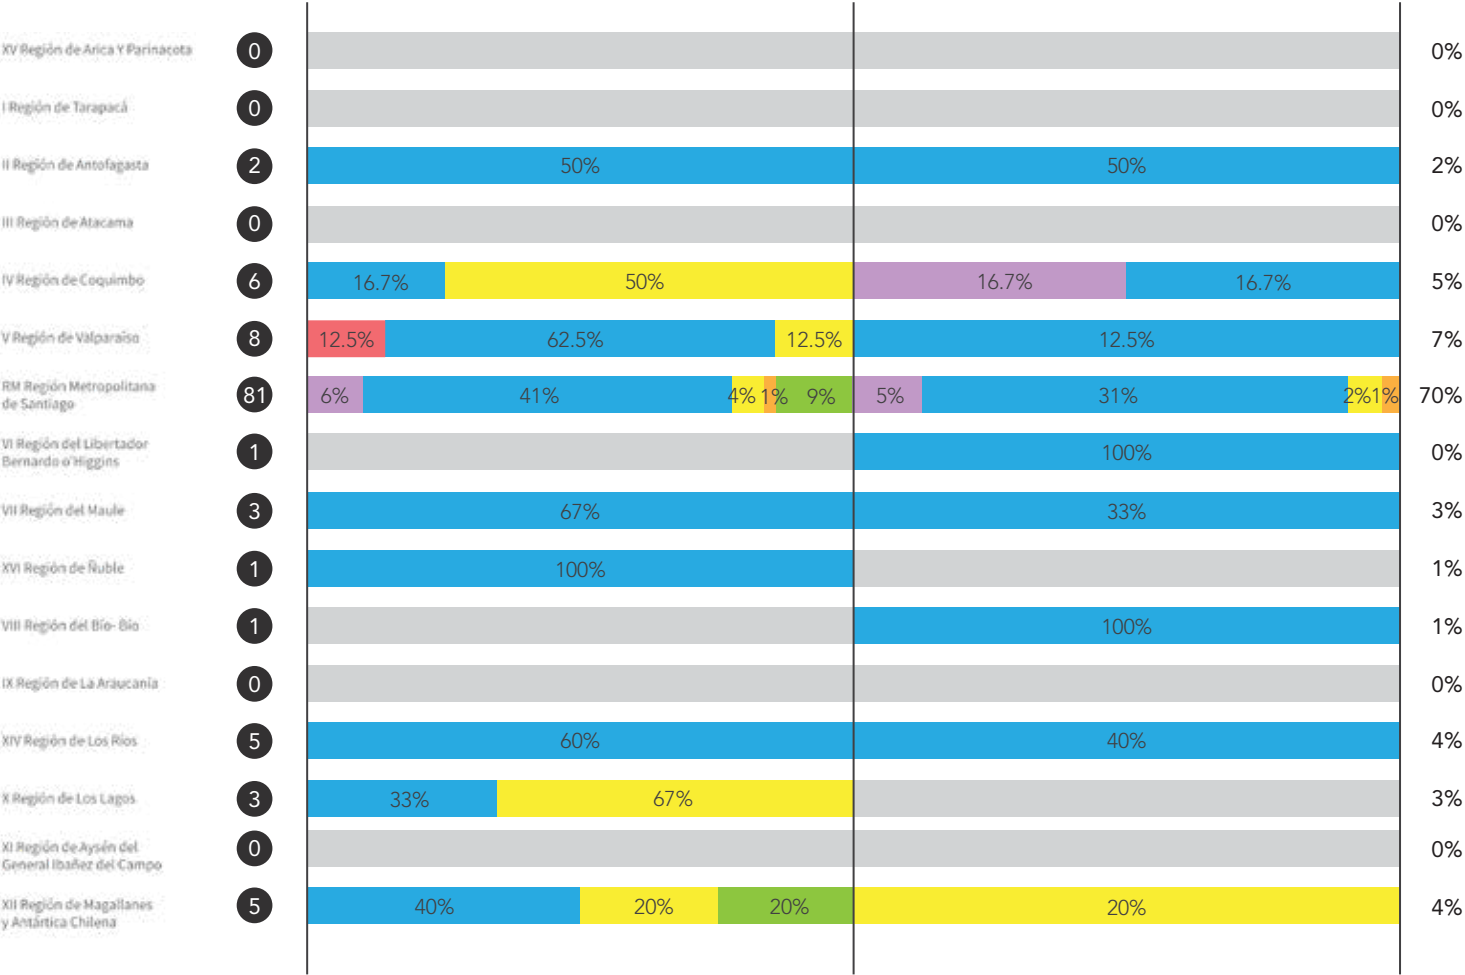 XV Región de Arica Y Parinacota 0 0%
I Región de Tarapacá 0 0%
II Región de Antofagasta 2 50% 50% 2%
III Región de Atacama 0 0%
IV Región de Coquimbo 6 16.7% 50% 16.7% 16.7% 5%
V Región de Valparaíso 8 12.5% 62.5% 12.5% 12.5% 7%
RM Región Metropolitana
de Santiago 81 6% 41% 4% 1% 9% 5% 31% 2% 1% 70%
VI Región del Libertador
Bernardo o'Higgins 1 100% 0%
VII Región del Maule 3 67% 33% 3%
XVI Región de Ñuble 1 100% 1%
VIII Región del Bío- Bío 1 100% 1%
IX Región de La Araucanía 0 0%
XIV Región de Los Ríos 5 60% 40% 4%
X Región de Los Lagos 3 33% 67% 3%
XI Región de Aysén del
General Ibañez del Campo 0 0%
XII Región de Magallanes
y Antártica Chilena 5 40% 20% 20% 20% 4%